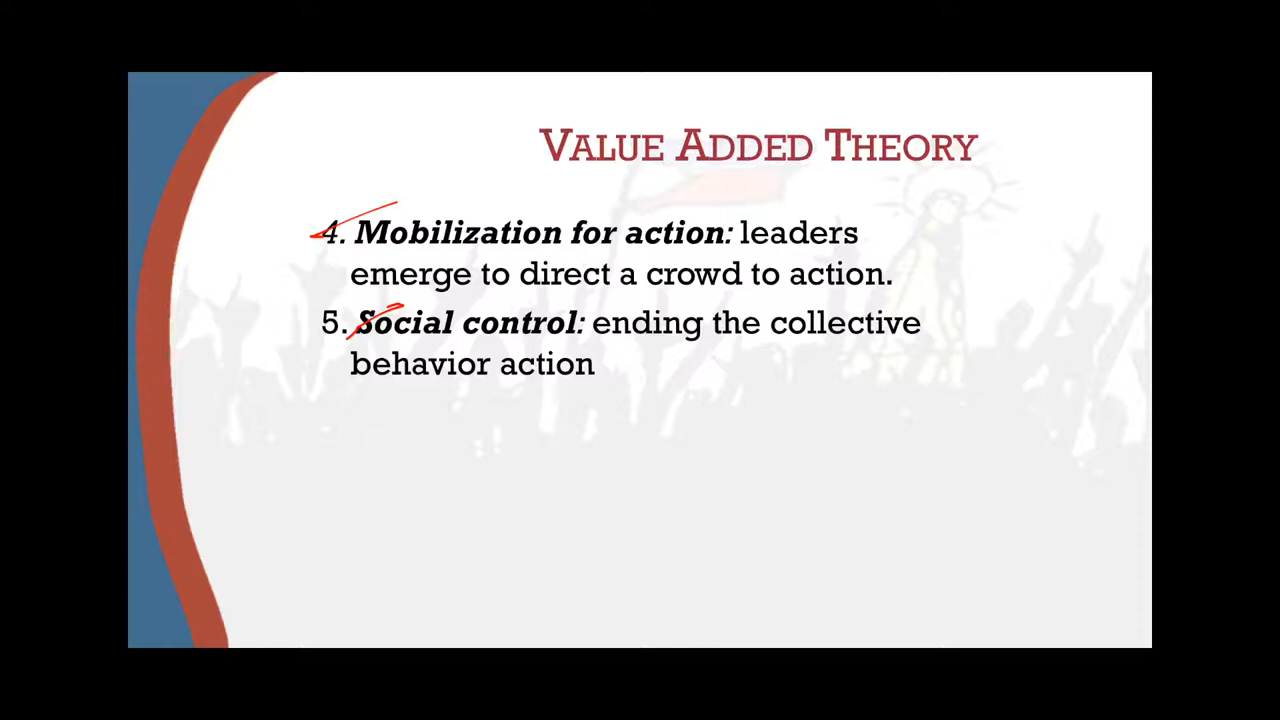 VALUE ADDED THEORY
4. Mobilization for action: leaders
emerge to direct a crowd to action.
5. Social control: ending the collective
behavior action